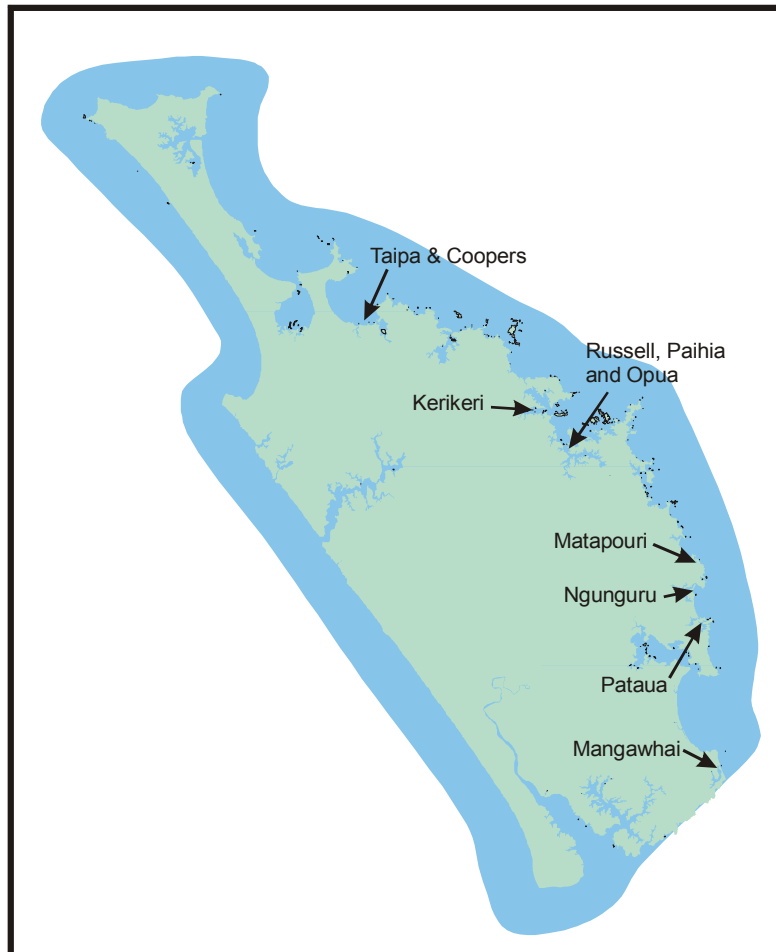 Taipa & Coopers
Russell, Paihia
and Opua
Kerikeri
Matapouri
Ngunguru
Pataua
Mangawhai